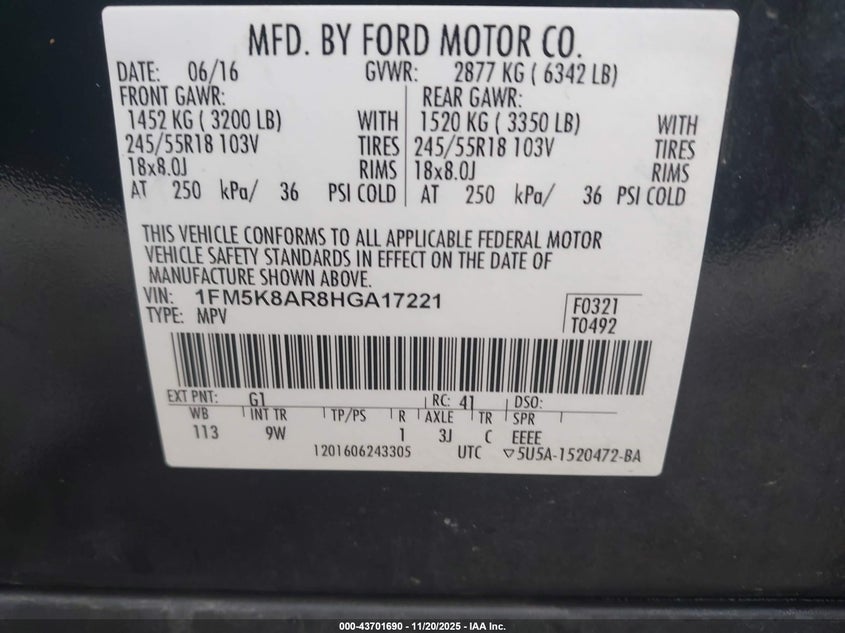 MFD. BY FORD MOTOR CO.
DATE: 06/16 GVWR: 2877 KG ( 6342 LB)
FRONT GAWR: REAR GAWR:
1452 KG ( 3200 LB) WITH 1520 KG ( 3350 LB) WITH
245/55R18 103V TIRES 245/55R18 103V TIRES
18x8.0J RIMS 18x8.0J RIMS
AT 250 kPa/ 36 PSI COLD AT 250 kPa/ 36 PSI COLD
THIS VEHICLE CONFORMS TO ALL APPLICABLE FEDERAL MOTOR
VEHICLE SAFETY STANDARDS IN EFFECT ON THE DATE OF
MANUFACTURE SHOWN ABOVE.
VIN: 1FM5K8AR8HGA17221 F0321
TYPE: MPV T0492
EXT PNT: G1 RC: 41 DSO:
WB INT TR TP/PS R AXLE TR SPR
113 9W 1 3J C EEEE
1201606243305 UTC ▽5U5A-1520472-BA
000-43701690 - 11/20/2025 - IAA Inc.